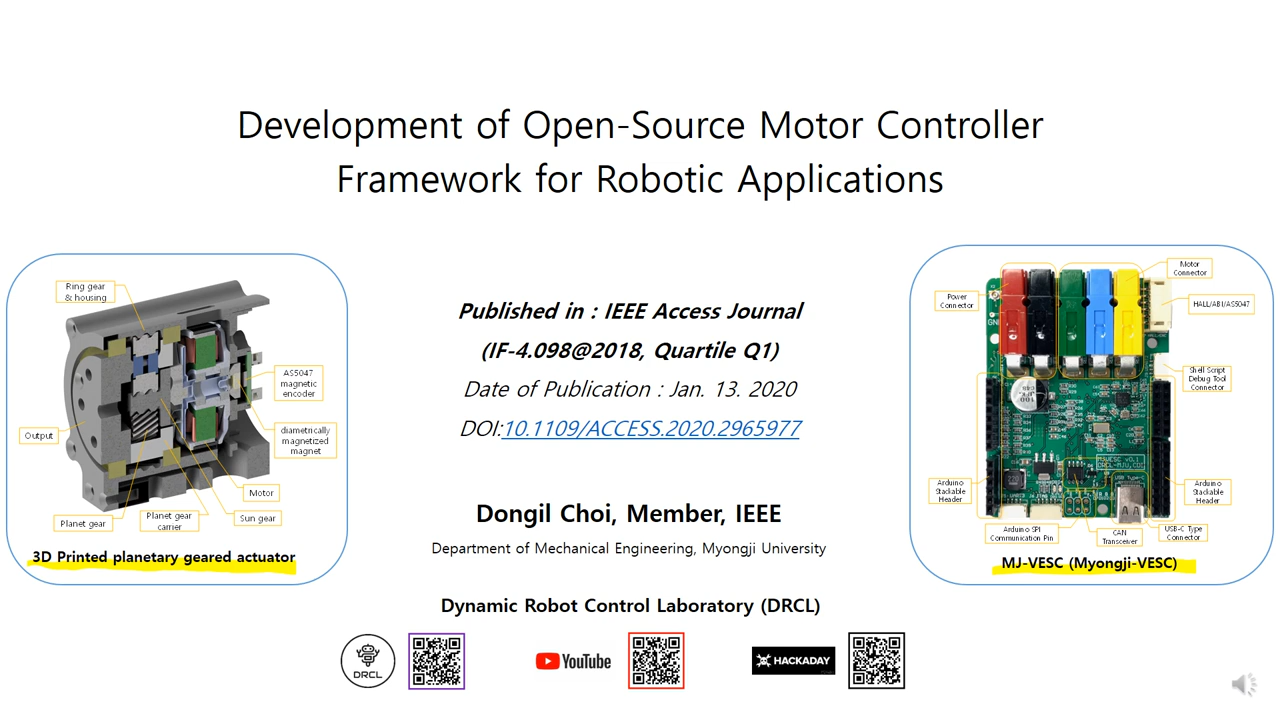 Development of Open-Source Motor Controller
Framework for Robotic Applications
Ring gear
& housing
AS5047
magnetic
encoder
Output
diametrically
magnetized
magnet
Motor
Planet gear
Planet gear
carrier
Sun gear
3D Printed planetary geared actuator
Published in : IEEE Access Journal
(IF-4.098@2018, Quartile Q1)
Date of Publication : Jan. 13. 2020
DOI:10.1109/ACCESS.2020.2965977
Dongil Choi, Member, IEEE
Department of Mechanical Engineering, Myongji University
Dynamic Robot Control Laboratory (DRCL)
DRCL
YouTube
HACKADAY
Motor
Connector
Power
Connector
HALL/ABI/AS5047
Shell Script
Debug Tool
Connector
Arduino
Stackable
Header
Arduino
Stackable
Header
Arduino SPI
Communication Pin
CAN
Transceiver
USB-C Type
Connector
MJ-VESC (Myongji-VESC)